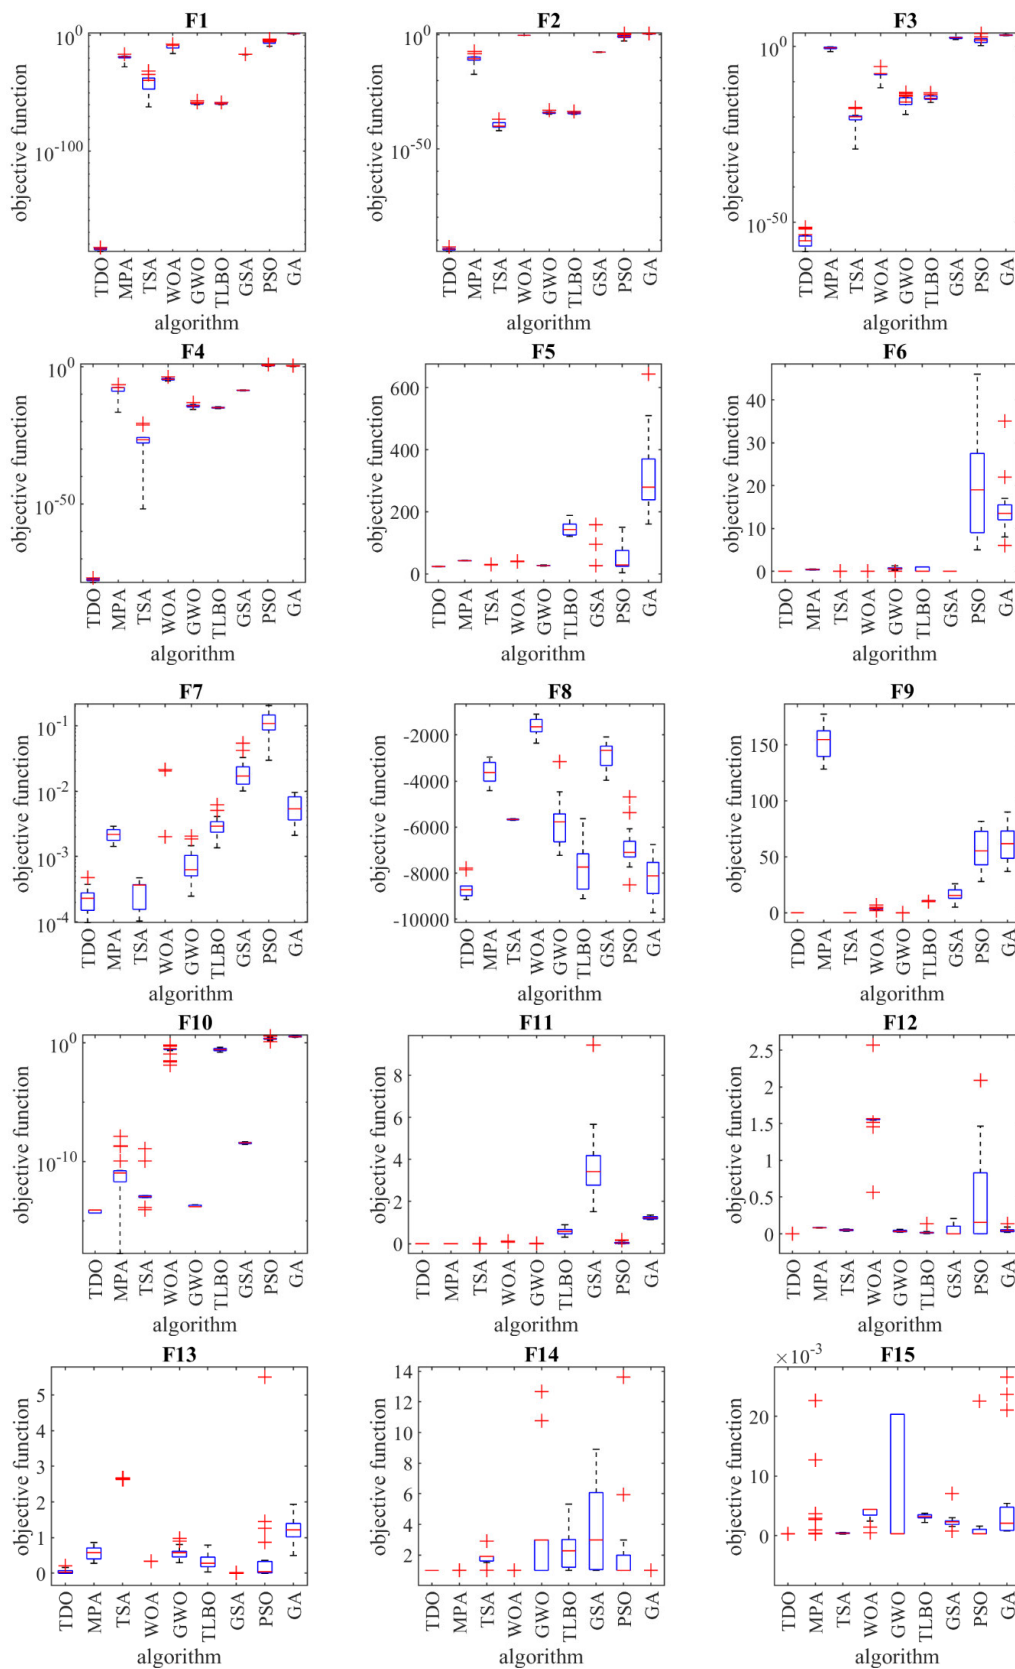 F1
objective function
10^0
10^-100
TDO
MPA
TSA
WOA
GWO
TLBO
GSA
PSO
GA
algorithm
F2
objective function
10^0
10^-50
TDO
MPA
TSA
WOA
GWO
TLBO
GSA
PSO
GA
algorithm
F3
objective function
10^0
10^-50
TDO
MPA
TSA
WOA
GWO
TLBO
GSA
PSO
GA
algorithm
F4
objective function
10^0
10^-50
TDO
MPA
TSA
WOA
GWO
TLBO
GSA
PSO
GA
algorithm
F5
objective function
600
400
200
0
TDO
MPA
TSA
WOA
GWO
TLBO
GSA
PSO
GA
algorithm
F6
objective function
40
30
20
10
0
TDO
MPA
TSA
WOA
GWO
TLBO
GSA
PSO
GA
algorithm
F7
objective function
10^-1
10^-2
10^-3
10^-4
TDO
MPA
TSA
WOA
GWO
TLBO
GSA
PSO
GA
algorithm
F8
objective function
-2000
-4000
-6000
-8000
-10000
TDO
MPA
TSA
WOA
GWO
TLBO
GSA
PSO
GA
algorithm
F9
objective function
150
100
50
0
TDO
MPA
TSA
WOA
GWO
TLBO
GSA
PSO
GA
algorithm
F10
objective function
10^0
10^-10
TDO
MPA
TSA
WOA
GWO
TLBO
GSA
PSO
GA
algorithm
F11
objective function
8
6
4
2
0
TDO
MPA
TSA
WOA
GWO
TLBO
GSA
PSO
GA
algorithm
F12
objective function
2.5
2
1.5
1
0.5
0
TDO
MPA
TSA
WOA
GWO
TLBO
GSA
PSO
GA
algorithm
F13
objective function
5
4
3
2
1
0
TDO
MPA
TSA
WOA
GWO
TLBO
GSA
PSO
GA
algorithm
F14
objective function
14
12
10
8
6
4
2
TDO
MPA
TSA
WOA
GWO
TLBO
GSA
PSO
GA
algorithm
×10^-3
F15
objective function
20
10
0
TDO
MPA
TSA
WOA
GWO
TLBO
GSA
PSO
GA
algorithm